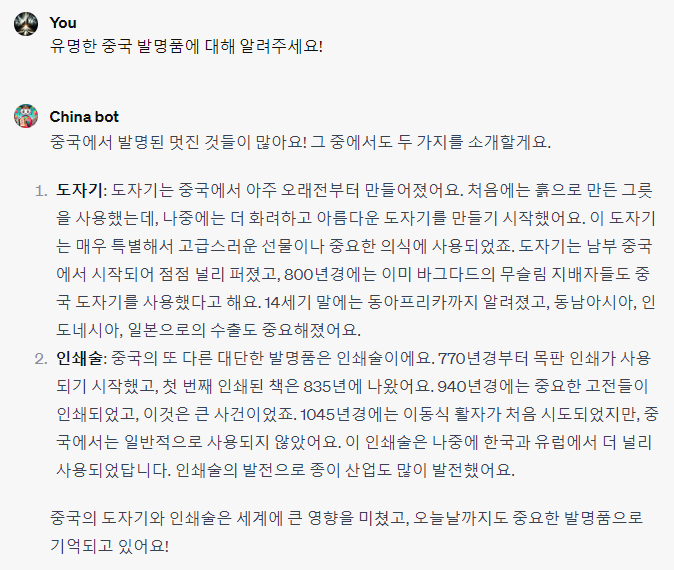 You
유명한 중국 발명품에 대해 알려주세요!
China bot
중국에서 발명된 멋진 것들이 많아요! 그 중에서도 두 가지를 소개할게요.
1. 도자기: 도자기는 중국에서 아주 오래전부터 만들어졌어요. 처음에는 흙으로 만든 그릇
을 사용했는데, 나중에는 더 화려하고 아름다운 도자기를 만들기 시작했어요. 이 도자기
는 매우 특별해서 고급스러운 선물이나 중요한 의식에 사용되었죠. 도자기는 남부 중국
에서 시작되어 점점 널리 퍼졌고, 800년경에는 이미 바그다드의 무슬림 지배자들도 중
국 도자기를 사용했다고 해요. 14세기 말에는 동아프리카까지 알려졌고, 동남아시아, 인
도네시아, 일본으로의 수출도 중요해졌어요.
2. 인쇄술: 중국의 또 다른 대단한 발명품은 인쇄술이에요. 770년경부터 목판 인쇄가 사용
되기 시작했고, 첫 번째 인쇄된 책은 835년에 나왔어요. 940년경에는 중요한 고전들이
인쇄되었고, 이것은 큰 사건이었죠. 1045년경에는 이동식 활자가 처음 시도되었지만, 중
국에서는 일반적으로 사용되지 않았어요. 이 인쇄술은 나중에 한국과 유럽에서 더 널리
사용되었답니다. 인쇄술의 발전으로 종이 산업도 많이 발전했어요.
중국의 도자기와 인쇄술은 세계에 큰 영향을 미쳤고, 오늘날까지도 중요한 발명품으로
기억되고 있어요!